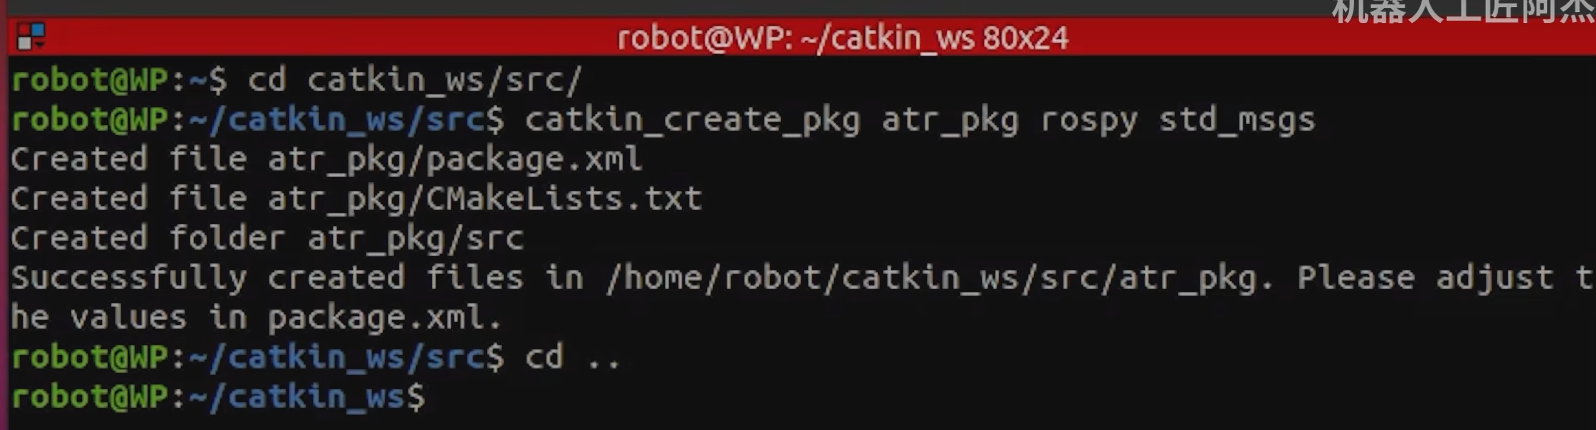 机器人工匠阿杰
robot@WP: ~/catkin_ws 80x24
robot@WP:~$ cd catkin_ws/src/
robot@WP:~/catkin_ws/src$ catkin_create_pkg atr_pkg rospy std_msgs
Created file atr_pkg/package.xml
Created file atr_pkg/CMakeLists.txt
Created folder atr_pkg/src
Successfully created files in /home/robot/catkin_ws/src/atr_pkg. Please adjust t
he values in package.xml.
robot@WP:~/catkin_ws/src$ cd ..
robot@WP:~/catkin_ws$